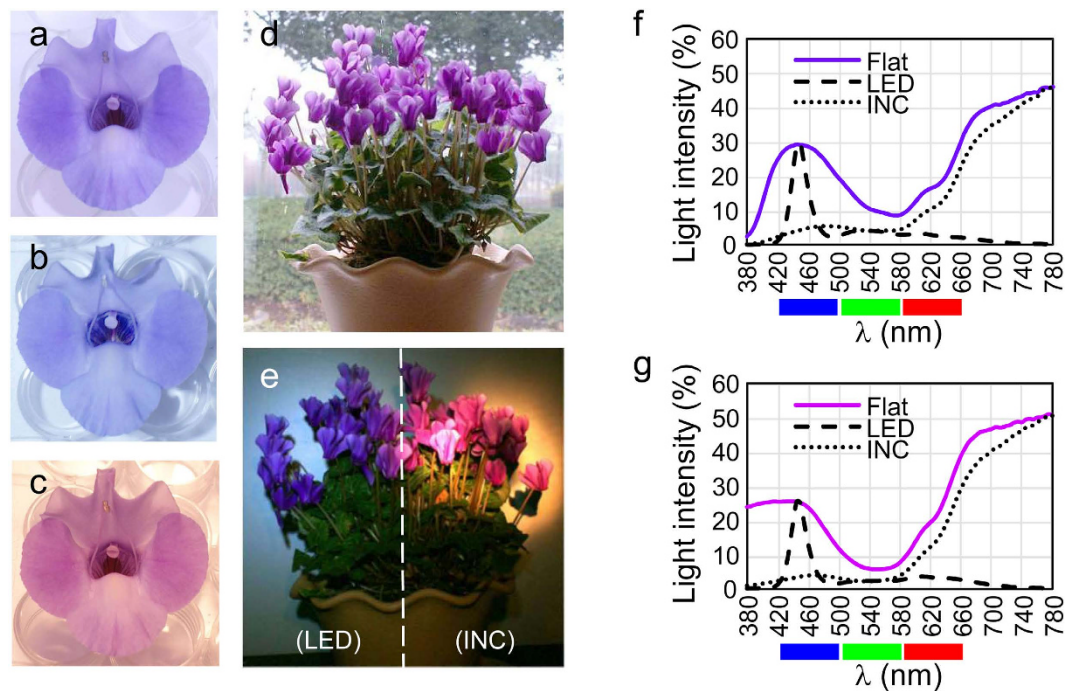 a
b
c
d
e
(LED)
(INC)
f
Light intensity (%)
60
50
40
30
20
10
0
Flat
LED
INC
380
420
460
500
540
580
620
660
700
740
780
λ (nm)
g
Light intensity (%)
60
50
40
30
20
10
0
Flat
LED
INC
380
420
460
500
540
580
620
660
700
740
780
λ (nm)